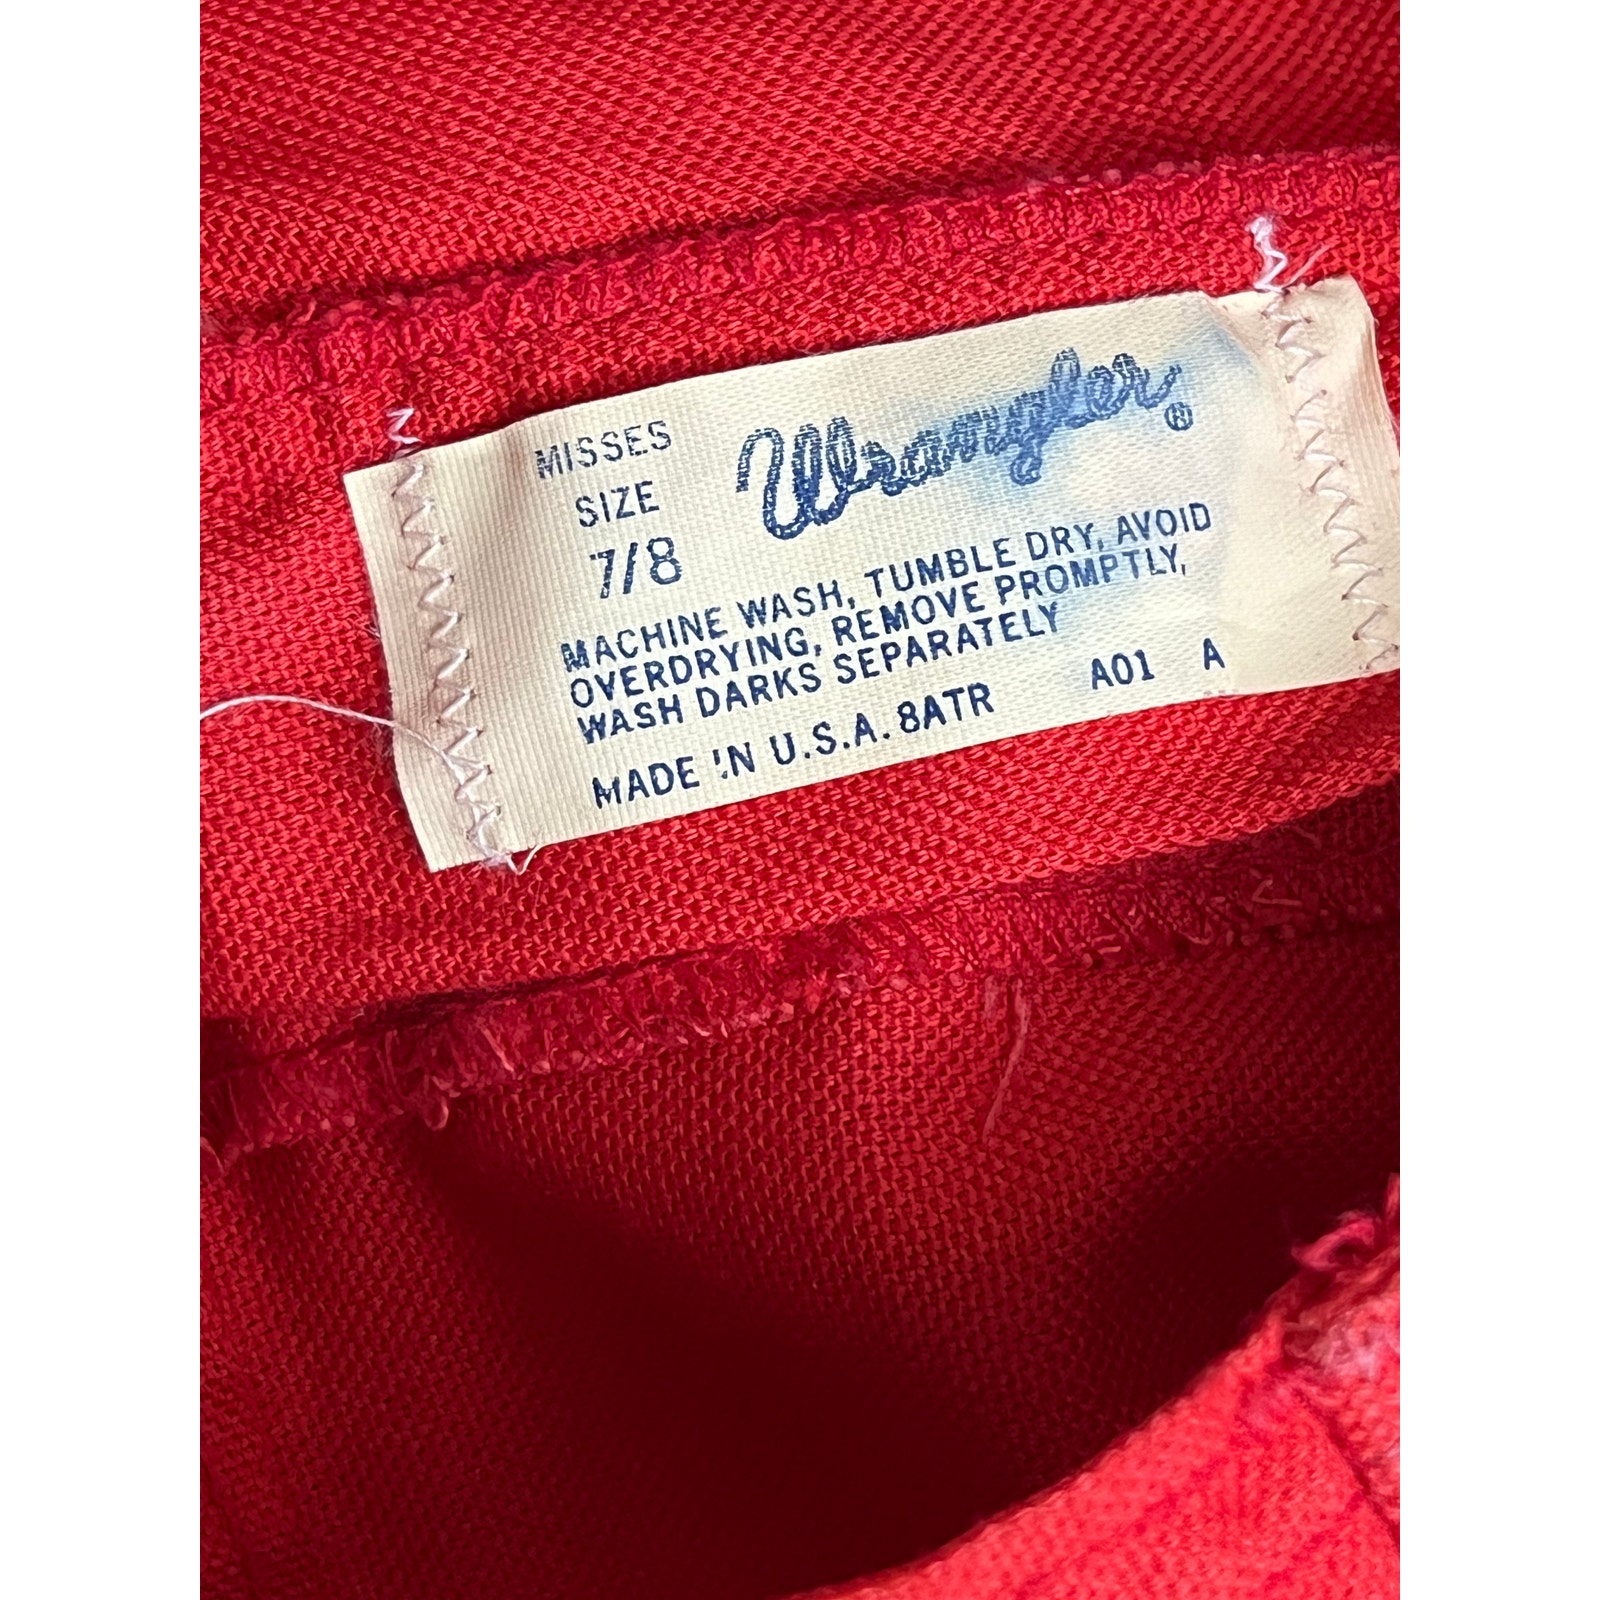 MISSES
SIZE
7/8
Wrangler®
MACHINE WASH, TUMBLE DRY, AVOID
OVERDRYING, REMOVE PROMPTLY,
WASH DARKS SEPARATELY
MADE IN U.S.A. 8ATR A01 A